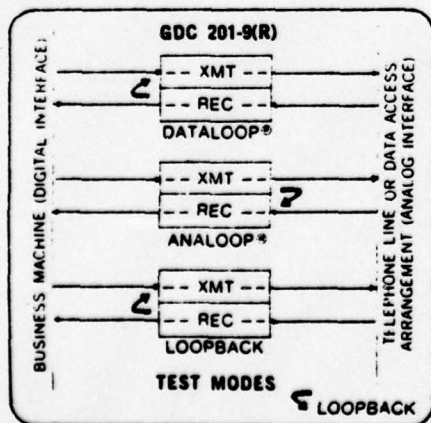 GDC 201-9(R)
BUSINESS MACHINE (DIGITAL INTERFACE)
XMT
REC
DATALOOP®
XMT
REC
ANALOOP®
XMT
REC
LOOPBACK
TELEPHONE LINE OR DATA ACCESS
ARRANGEMENT (ANALOG INTERFACE)
TEST MODES
LOOPBACK